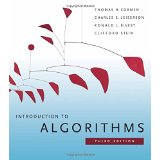 THOMAS H. CORMEN
CHARLES E. LEISERSON
RONALD L. RIVEST
CLIFFORD STEIN
INTRODUCTION TO
ALGORITHMS
THIRD EDITION